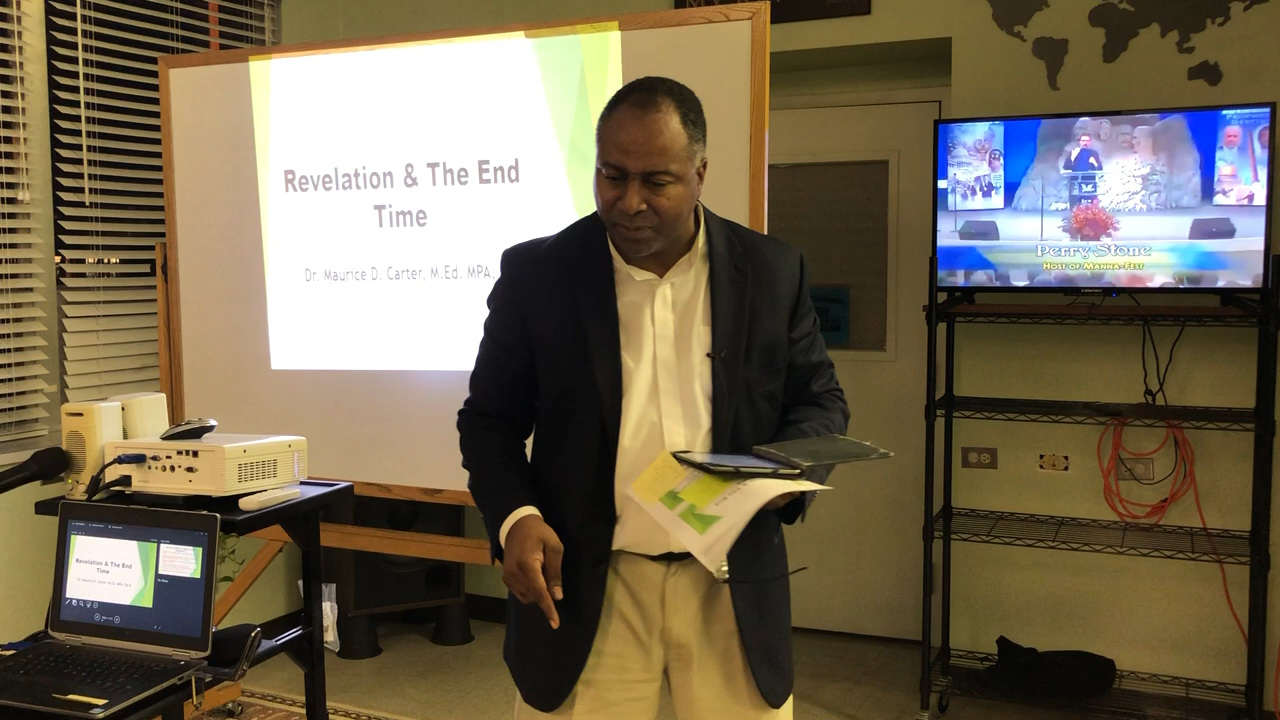 Revelation & The End
Time
Dr. Maurice D. Carter, M.Ed. MPA,
Perry Stone
Host of Manna-Fest
Revelation & The End
Time